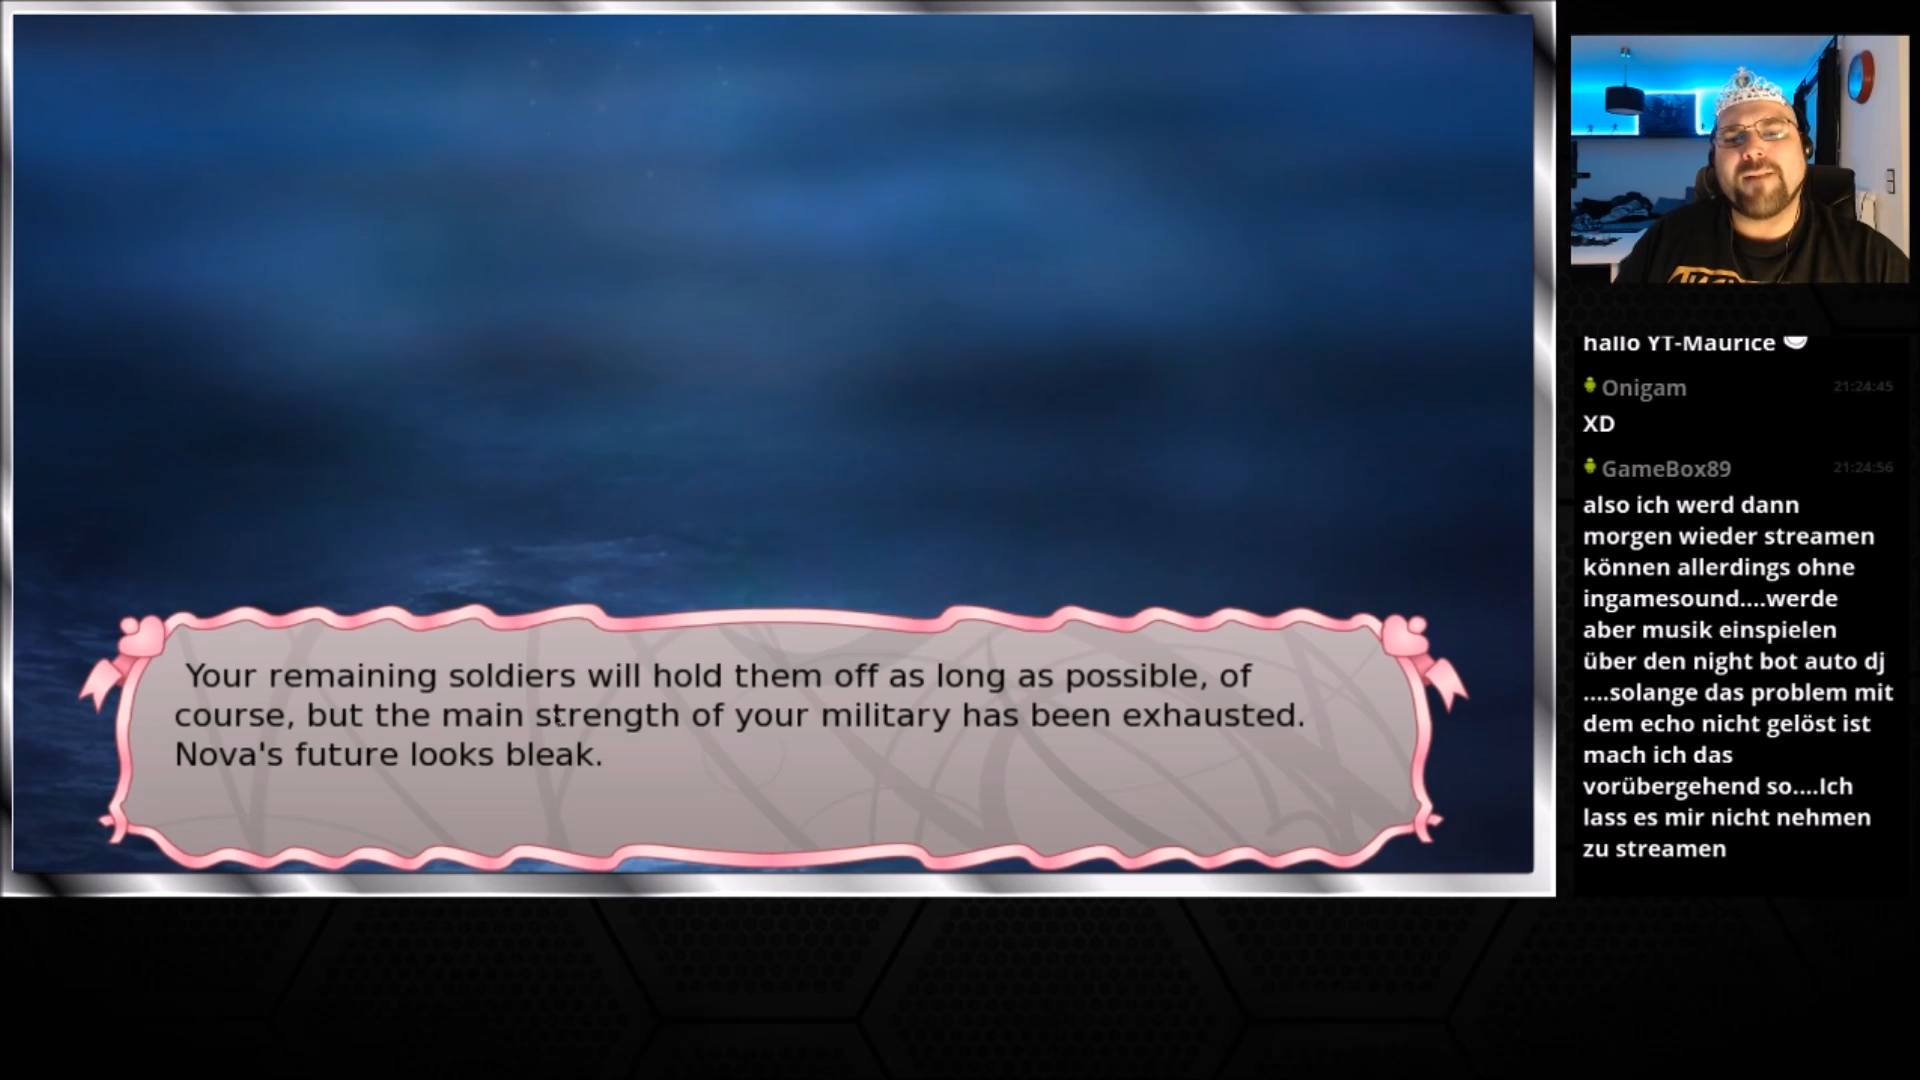 Your remaining soldiers will hold them off as long as possible, of
course, but the main strength of your military has been exhausted.
Nova's future looks bleak.
hallo YT-Maurice
Onigam 21:24:45
XD
GameBox89 21:24:56
also ich werd dann
morgen wieder streamen
können allerdings ohne
ingamesound....werde
aber musik einspielen
über den night bot auto dj
....solange das problem mit
dem echo nicht gelöst ist
mach ich das
vorübergehend so....Ich
lass es mir nicht nehmen
zu streamen